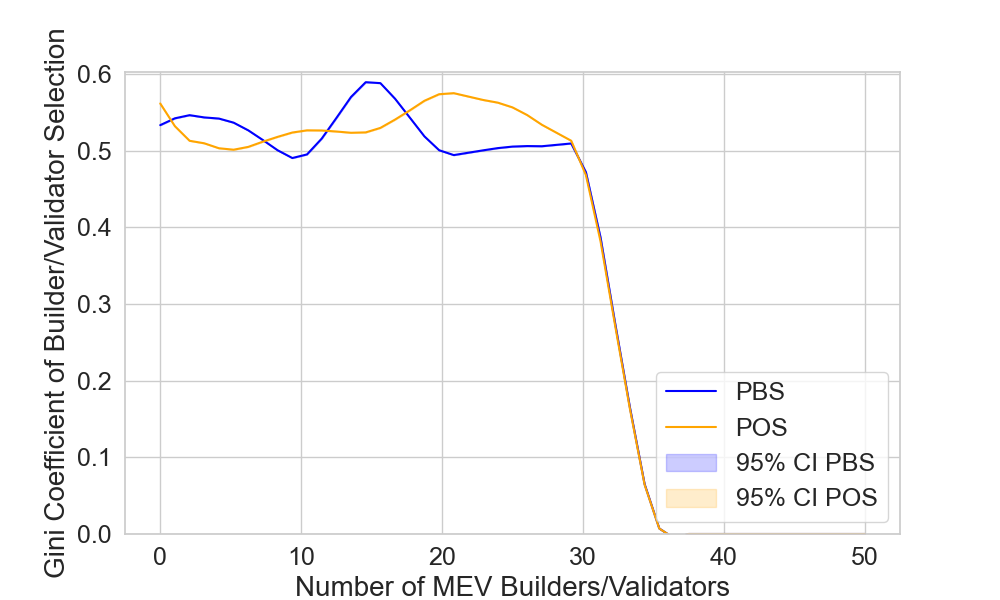 Gini Coefficient of Builder/Validator Selection
0.6
0.5
0.4
0.3
0.2
0.1
0.0
PBS
POS
95% CI PBS
95% CI POS
0 10 20 30 40 50
Number of MEV Builders/Validators